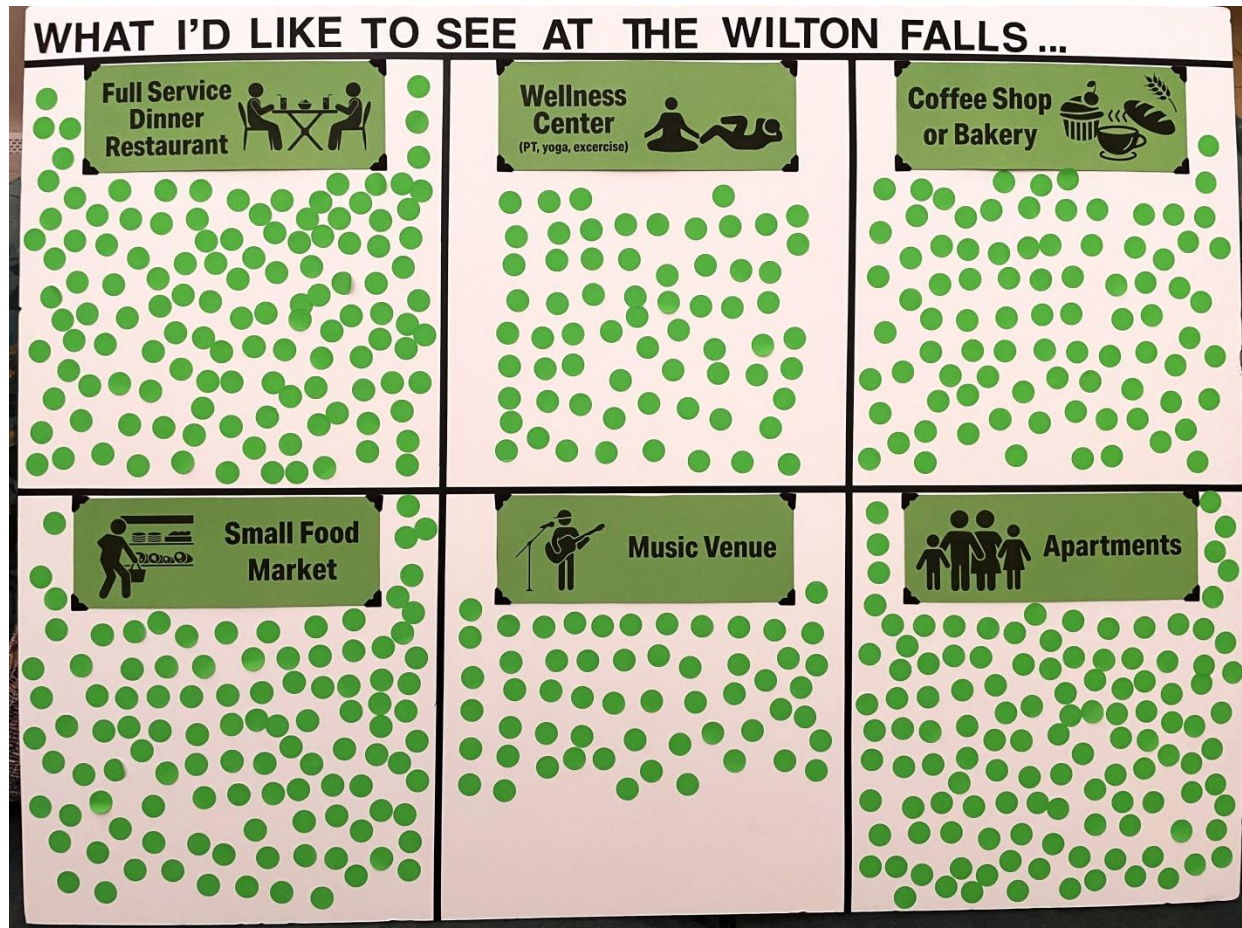 WHAT I'D LIKE TO SEE AT THE WILTON FALLS...
Full Service
Dinner
Restaurant
Wellness
Center
(PT, yoga, excercise)
Coffee Shop
or Bakery
Small Food
Market
Music Venue
Apartments